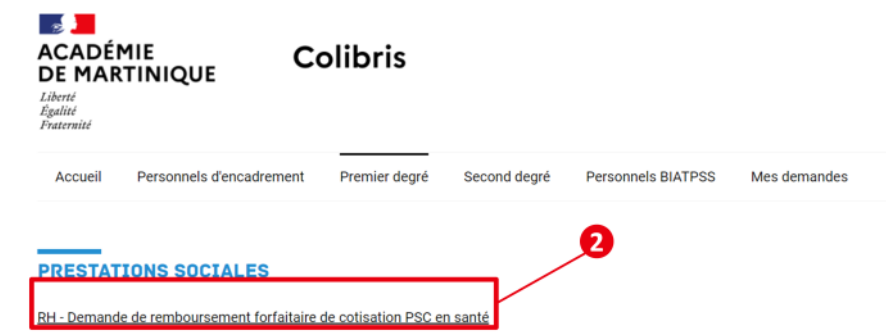 ACADÉMIE
DE MARTINIQUE
Liberté
Égalité
Fraternité
Colibris
Accueil Personnels d'encadrement Premier degré Second degré Personnels BIATPSS Mes demandes
2
PRESTATIONS SOCIALES
RH - Demande de remboursement forfaitaire de cotisation PSC en santé